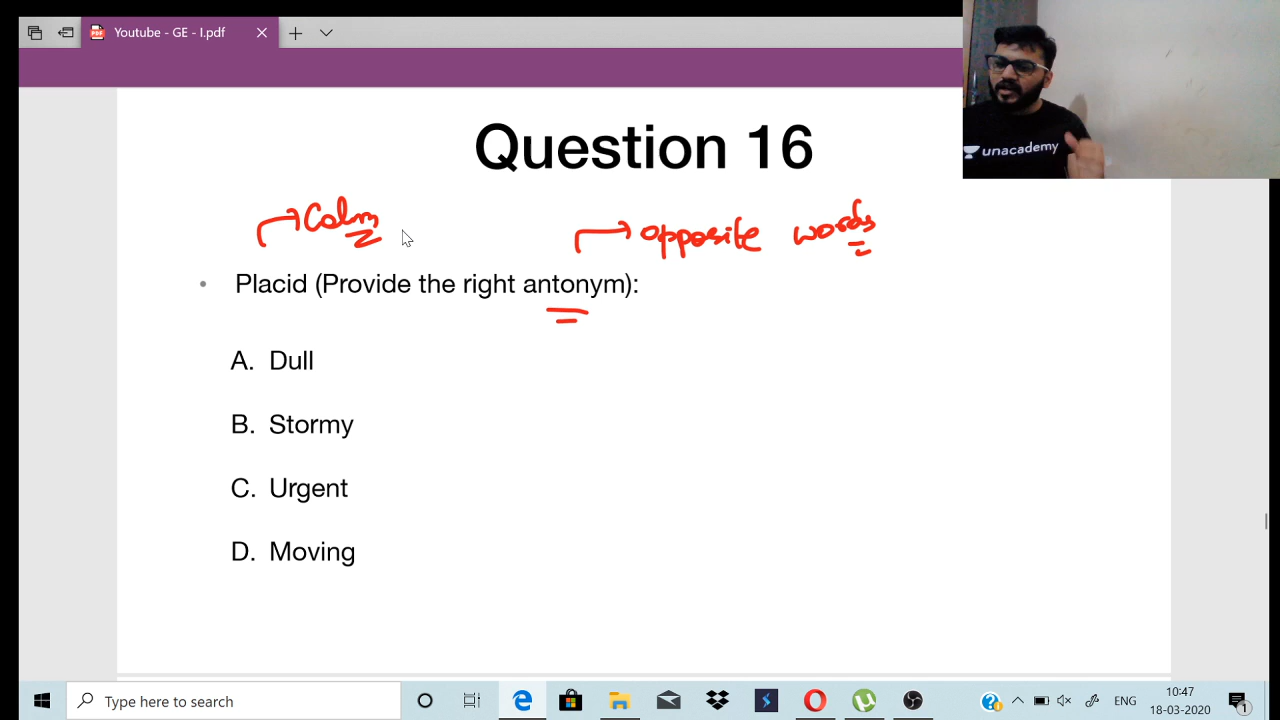 Youtube - GE - I.pdf
unacademy
Question 16
Calm
opposite words
• Placid (Provide the right antonym):
A. Dull
B. Stormy
C. Urgent
D. Moving
Type here to search
ENG
10:47
18-03-2020
1